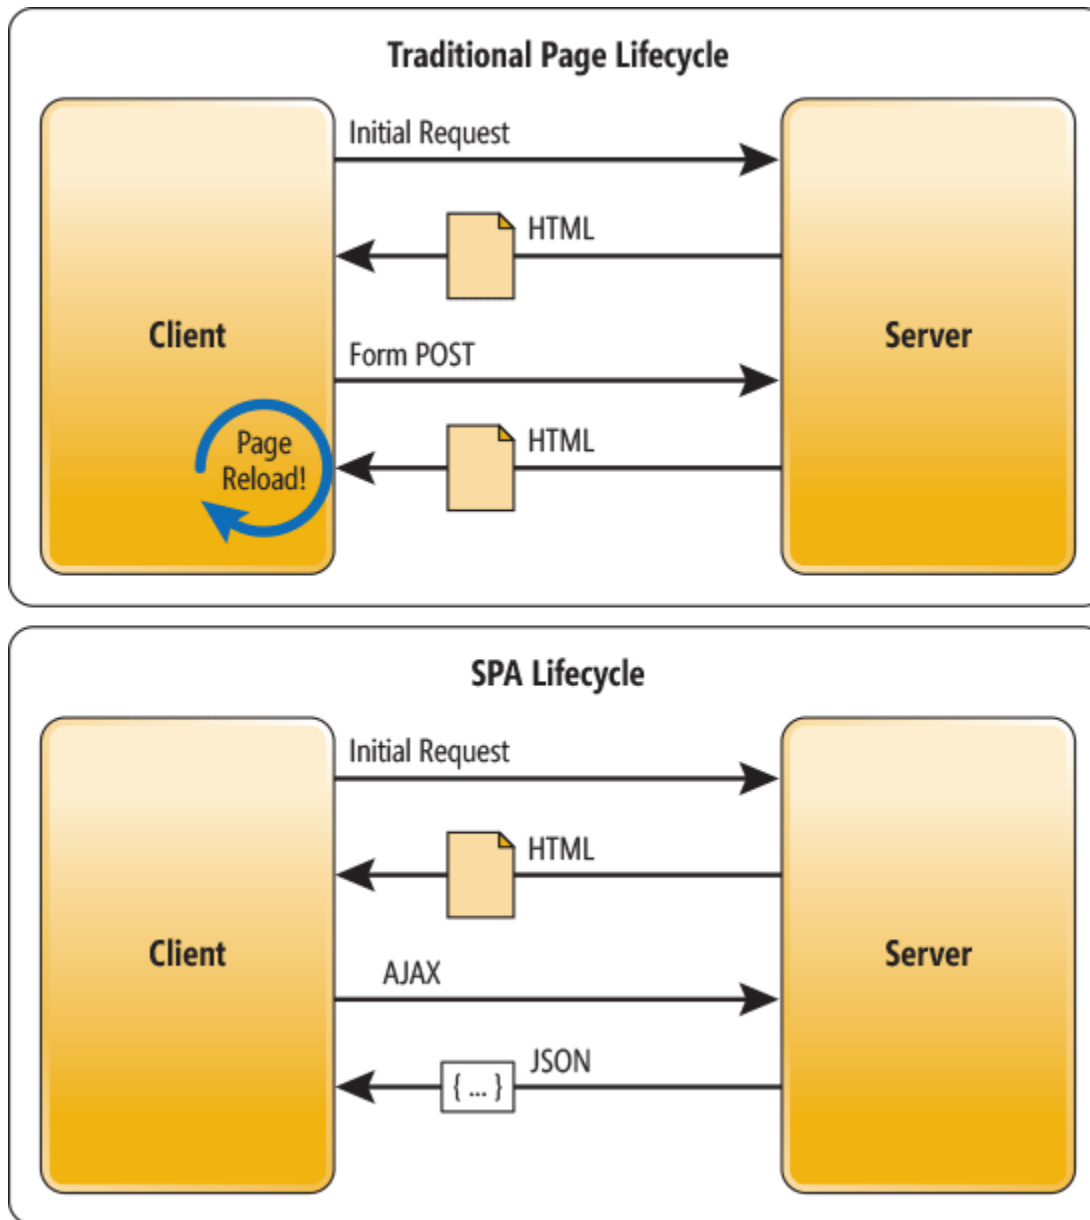 Traditional Page Lifecycle
Initial Request
HTML
Client
Server
Form POST
HTML
Page
Reload!
SPA Lifecycle
Initial Request
HTML
Client
Server
AJAX
JSON
{ ... }